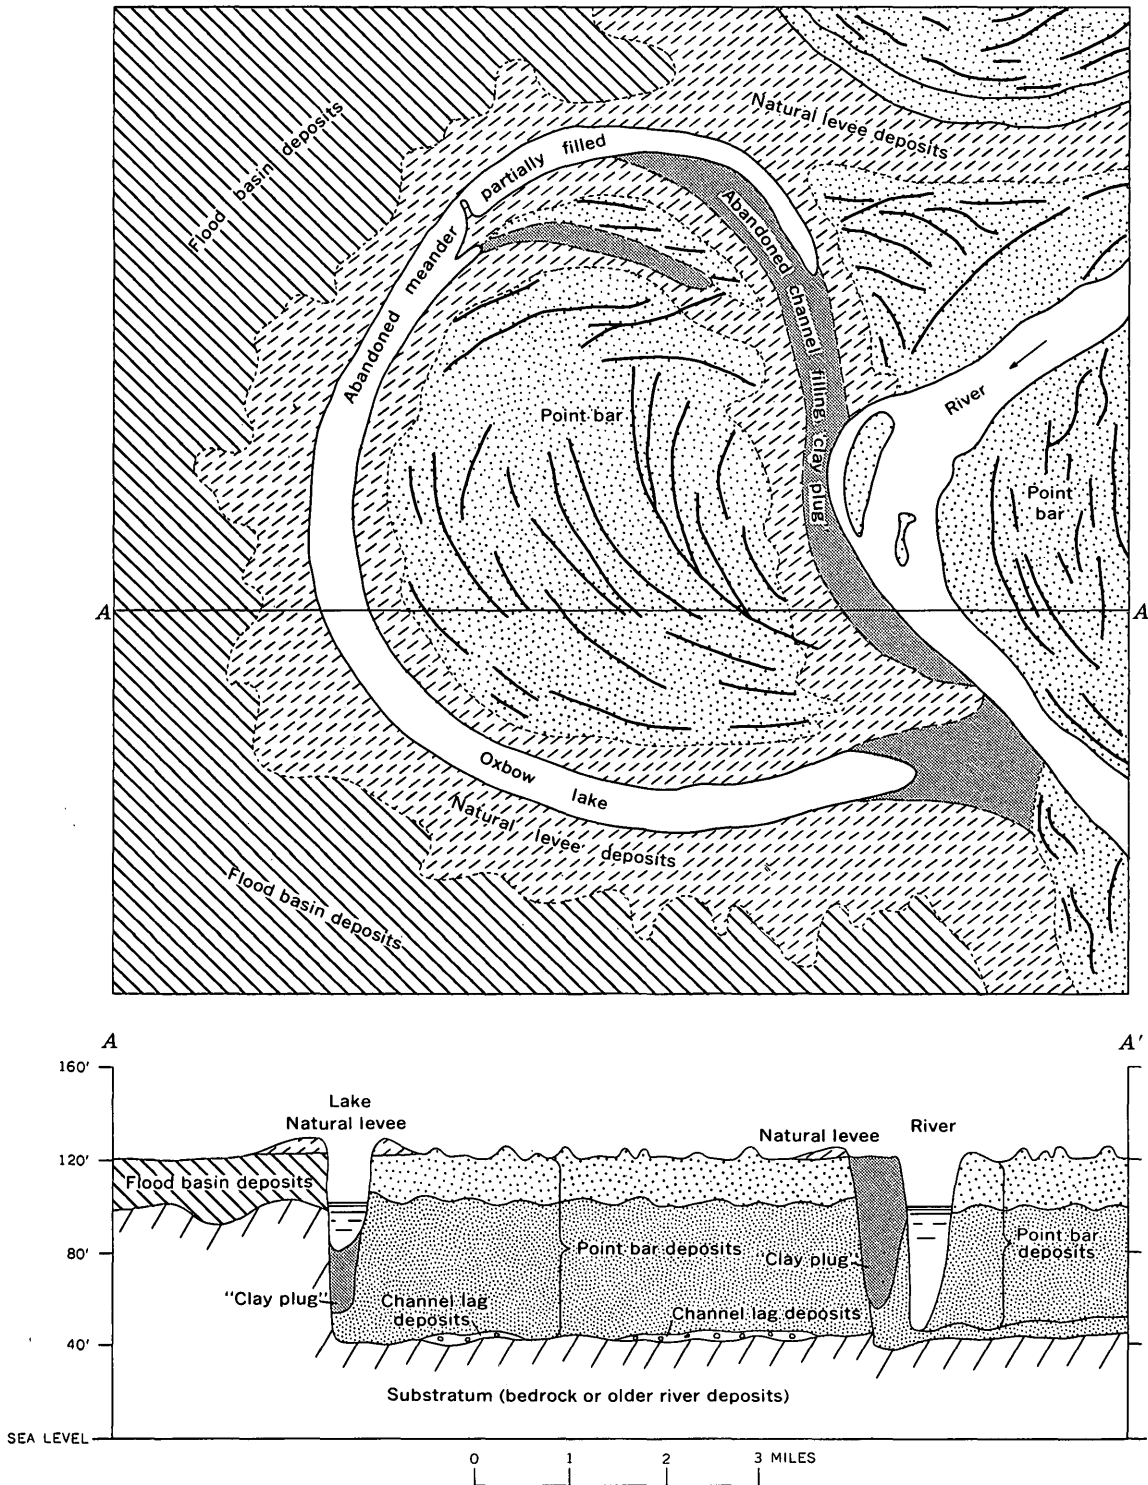 Flood basin deposits
Natural levee deposits
partially filled
Abandoned meander
Abandoned channel filling, clay plug
River
Point bar
Point
bar
A
A
Oxbow
lake
Natural levee deposits
Flood basin deposits
A
A'
160'
Lake
Natural levee
Natural levee
River
120'
Flood basin deposits
80'
Point bar deposits
"Clay plug"
Point bar
deposits
"Clay plug"
Channel lag
deposits
Channel lag deposits
40'
Substratum (bedrock or older river deposits)
SEA LEVEL
0 1 2 3 MILES